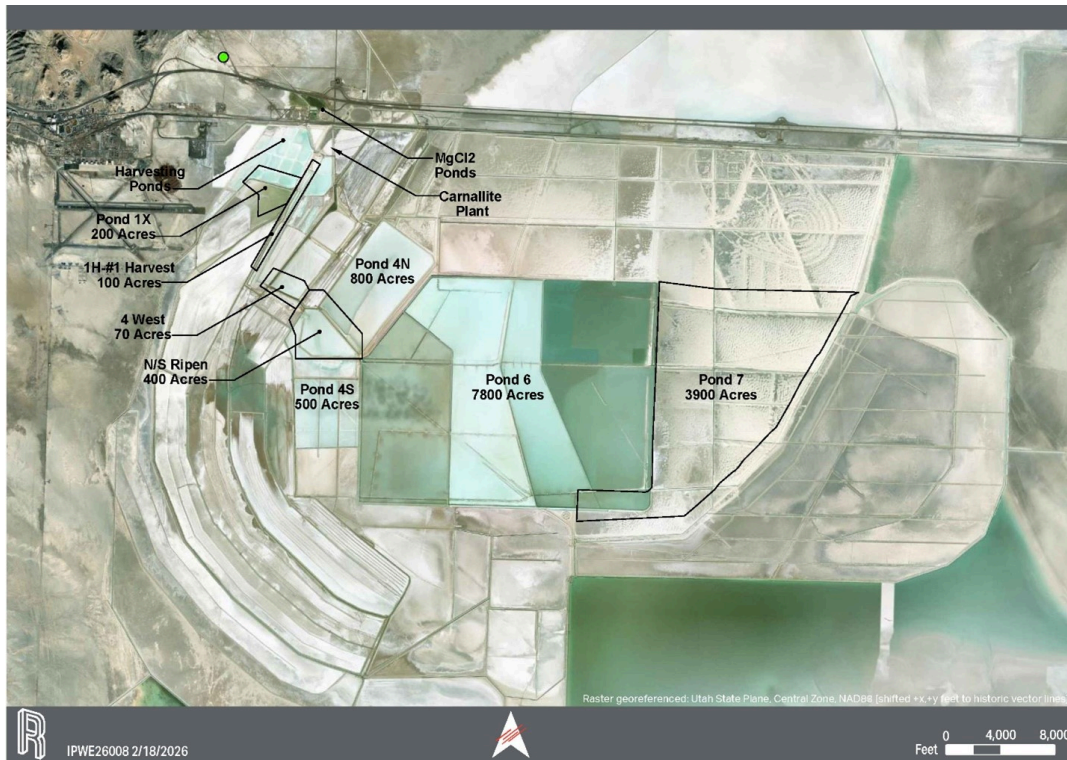 MgCl2
Ponds
Harvesting
Ponds
Carnallite
Plant
Pond 1X
200 Acres
Pond 4N
800 Acres
1H-#1 Harvest
100 Acres
4 West
70 Acres
N/S Ripen
400 Acres
Pond 4S
500 Acres
Pond 6
7800 Acres
Pond 7
3900 Acres
Raster georeferenced: Utah State Plane, Central Zone, NAD88 [shifted +x,+y feet to historic vector lines
R
IPWE26008 2/18/2026
0 4,000 8,000
Feet